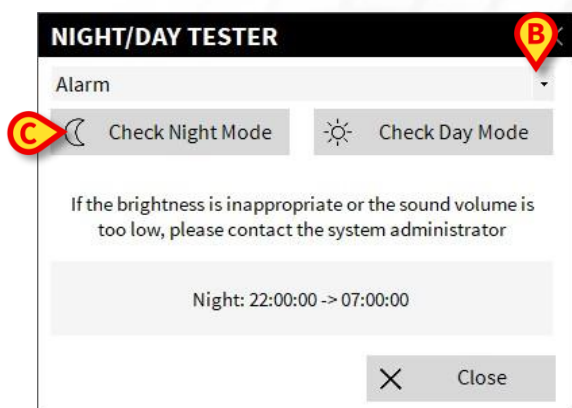 NIGHT/DAY TESTER
B
Alarm
C
Check Night Mode
Check Day Mode
If the brightness is inappropriate or the sound volume is
too low, please contact the system administrator
Night: 22:00:00 -> 07:00:00
Close